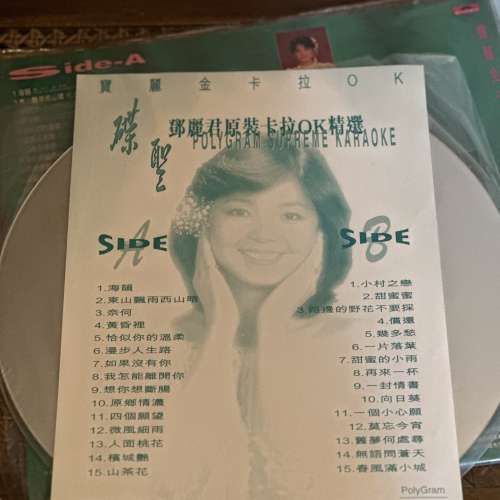 Side-A
寶麗金卡拉OK
碟聖
鄧麗君原裝卡拉OK精選
POLYGRAM SUPREME KARAOKE
SIDE A
1.海韻
2.東山飄雨西山晴
3.奈何
4.黃昏裡
5.恰似你的溫柔
6.漫步人生路
7.如果沒有你
8.我怎能離開你
9.想你想斷腸
10.原鄉情濃
11.四個願望
12.微風細雨
13.人面桃花
14.檳城艷
15.山茶花
SIDE B
1.小村之戀
2.甜蜜蜜
3.路邊的野花不要採
4.償還
5.幾多愁
6.一片落葉
7.甜蜜的小雨
8.再來一杯
9.一封情書
10.向日葵
11.一個小心願
12.莫忘今宵
13.舊夢何處尋
14.無語問蒼天
15.春風滿小城
PolyGram